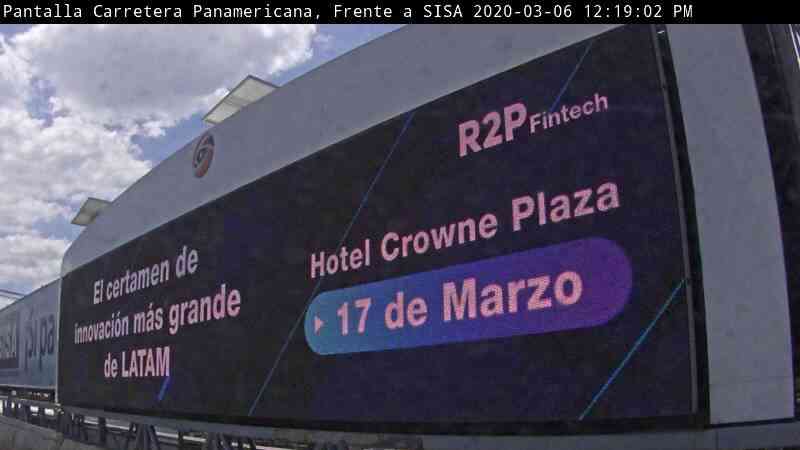 Pantalla Carretera Panamericana, Frente a SISA 2020-03-06 12:19:02 PM
R2P Fintech
El certamen de
innovación más grande
de LATAM
Hotel Crowne Plaza
17 de Marzo